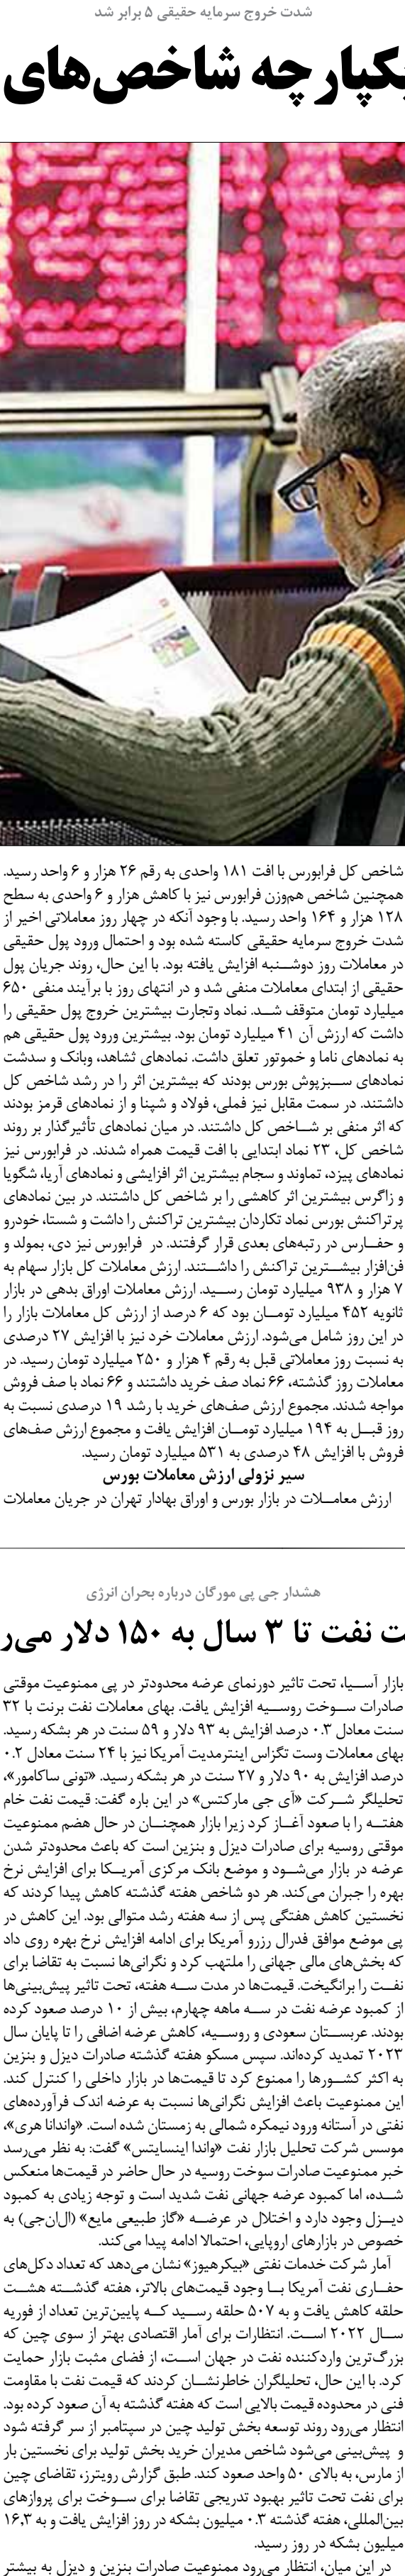 شدت خروج سرمایه حقیقی ۵ برابر شد
یکپارچه شاخص‌های
شاخص کل فرابورس با افت ۱۸۱ واحدی به رقم ۲۶ هزار و ۶ واحد رسید.
همچنین شاخص هم‌وزن فرابورس نیز با کاهش هزار و ۶ واحدی به سطح
۱۲۸ هزار و ۱۶۴ واحد رسید. با وجود آنکه در چهار روز معاملاتی اخیر از
شدت خروج سرمایه حقیقی کاسته شده بود و احتمال ورود پول حقیقی
در معاملات روز دوشنبه افزایش یافته بود. با این حال، روند جریان پول
حقیقی از ابتدای معاملات منفی شد و در انتهای روز با برآیند منفی ۶۵۰
میلیارد تومان متوقف شد. نماد وتجارت بیشترین خروج پول حقیقی را
داشت که ارزش آن ۴۱ میلیارد تومان بود. بیشترین ورود پول حقیقی هم
به نمادهای ناما و خموتور تعلق داشت. نمادهای ثشاهد، وبانک و سدشت
نمادهای سبزپوش بورس بودند که بیشترین اثر را در رشد شاخص کل
داشتند. در سمت مقابل نیز فملی، فولاد و شپنا و از نمادهای قرمز بودند
که اثر منفی بر شاخص کل داشتند. در میان نمادهای تأثیرگذار بر روند
شاخص کل، ۲۳ نماد ابتدایی با افت قیمت همراه شدند. در فرابورس نیز
نمادهای پیزد، تماوند و سجام بیشترین اثر افزایشی و نمادهای آریا، شگویا
و زاگرس بیشترین اثر کاهشی را بر شاخص کل داشتند. در بین نمادهای
پرتراکنش بورس نماد تکاردان بیشترین تراکنش را داشت و شستا، خودرو
و حفارس در رتبه‌های بعدی قرار گرفتند. در فرابورس نیز دی، بمولد و
فن‌افزار بیشترین تراکنش را داشتند. ارزش معاملات کل بازار سهام به
۷ هزار و ۹۳۸ میلیارد تومان رسید. ارزش معاملات اوراق بدهی در بازار
ثانویه ۴۵۲ میلیارد تومان بود که ۶ درصد از ارزش کل معاملات بازار را
در این روز شامل می‌شود. ارزش معاملات خرد نیز با افزایش ۲۷ درصدی
به نسبت روز معاملاتی قبل به رقم ۴ هزار و ۲۵۰ میلیارد تومان رسید. در
معاملات روز گذشته، ۶۶ نماد صف خرید داشتند و ۶۶ نماد با صف فروش
مواجه شدند. مجموع ارزش صف‌های خرید با رشد ۱۹ درصدی نسبت به
روز قبل به ۱۹۴ میلیارد تومان افزایش یافت و مجموع ارزش صف‌های
فروش با افزایش ۴۸ درصدی به ۵۳۱ میلیارد تومان رسید.
سیر نزولی ارزش معاملات بورس
ارزش معاملات در بازار بورس و اوراق بهادار تهران در جریان معاملات
هشدار جی پی مورگان درباره بحران انرژی
ت نفت تا ۳ سال به ۱۵۰ دلار می‌ر
بازار آسیا، تحت تاثیر دورنمای عرضه محدودتر در پی ممنوعیت موقتی
صادرات سوخت روسیه افزایش یافت. بهای معاملات نفت برنت با ۳۲
سنت معادل ۰.۳ درصد افزایش به ۹۳ دلار و ۵۹ سنت در هر بشکه رسید.
بهای معاملات وست تگزاس اینترمدیت آمریکا نیز با ۲۴ سنت معادل ۰.۲
درصد افزایش به ۹۰ دلار و ۲۷ سنت در هر بشکه رسید. «تونی ساکامور»،
تحلیلگر شرکت «آی جی مارکتس» در این باره گفت: قیمت نفت خام
هفته را با صعود آغاز کرد زیرا بازار همچنان در حال هضم ممنوعیت
موقتی روسیه برای صادرات دیزل و بنزین است که باعث محدودتر شدن
عرضه در بازار می‌شود و موضع بانک مرکزی آمریکا برای افزایش نرخ
بهره را جبران می‌کند. هر دو شاخص هفته گذشته کاهش پیدا کردند که
نخستین کاهش هفتگی پس از سه هفته رشد متوالی بود. این کاهش در
پی موضع موافق فدرال رزرو آمریکا برای ادامه افزایش نرخ بهره روی داد
که بخش‌های مالی جهانی را ملتهب کرد و نگرانی‌ها نسبت به تقاضا برای
نفت را برانگیخت. قیمت‌ها در مدت سه هفته، تحت تاثیر پیش‌بینی‌ها
از کمبود عرضه نفت در سه ماهه چهارم، بیش از ۱۰ درصد صعود کرده
بودند. عربستان سعودی و روسیه، کاهش عرضه اضافی را تا پایان سال
۲۰۲۳ تمدید کرده‌اند. سپس مسکو هفته گذشته صادرات دیزل و بنزین
به اکثر کشورها را ممنوع کرد تا قیمت‌ها در بازار داخلی را کنترل کند.
این ممنوعیت باعث افزایش نگرانی‌ها نسبت به عرضه اندک فرآورده‌های
نفتی در آستانه ورود نیمکره شمالی به زمستان شده است. «واندانا هری»،
موسس شرکت تحلیل بازار نفت «واندا اینسایتس» گفت: به نظر می‌رسد
خبر ممنوعیت صادرات سوخت روسیه در حال حاضر در قیمت‌ها منعکس
شده، اما کمبود عرضه جهانی نفت شدید است و توجه زیادی به کمبود
دیزل وجود دارد و اختلال در عرضه «گاز طبیعی مایع» (ال‌ان‌جی) به
خصوص در بازارهای اروپایی، احتمالا ادامه پیدا می‌کند.
آمار شرکت خدمات نفتی «بیکرهیوز» نشان می‌دهد که تعداد دکل‌های
حفاری نفت آمریکا با وجود قیمت‌های بالاتر، هفته گذشته هشت
حلقه کاهش یافت و به ۵۰۷ حلقه رسید که پایین‌ترین تعداد از فوریه
سال ۲۰۲۲ است. انتظارات برای آمار اقتصادی بهتر از سوی چین که
بزرگ‌ترین واردکننده نفت در جهان است، از فضای مثبت بازار حمایت
کرد. با این حال، تحلیلگران خاطرنشان کردند که قیمت نفت با مقاومت
فنی در محدوده قیمت بالایی است که هفته گذشته به آن صعود کرده بود.
انتظار می‌رود روند توسعه بخش تولید چین در سپتامبر از سر گرفته شود
و پیش‌بینی می‌شود شاخص مدیران خرید بخش تولید برای نخستین بار
از مارس، به بالای ۵۰ واحد صعود کند. طبق گزارش رویترز، تقاضای چین
برای نفت تحت تاثیر بهبود تدریجی تقاضا برای سوخت برای پروازهای
بین‌المللی، هفته گذشته ۰.۳ میلیون بشکه در روز افزایش یافت و به ۱۶,۳
میلیون بشکه در روز رسید.
در این میان، انتظار می‌رود ممنوعیت صادرات بنزین و دیزل به بیشتر